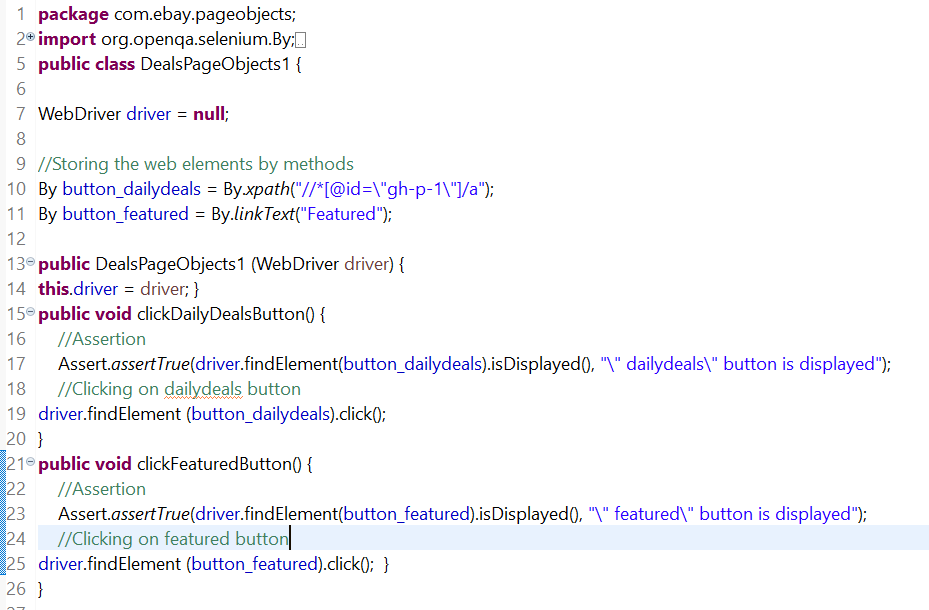 1 package com.ebay.pageobjects;
2 import org.openqa.selenium.By;
5 public class DealsPageObjects1 {
6
7 WebDriver driver = null;
8
9 //Storing the web elements by methods
10 By button_dailydeals = By.xpath("//*[@id=\"gh-p-1\"]/a");
11 By button_featured = By.linkText("Featured");
12
13 public DealsPageObjects1 (WebDriver driver) {
14 this.driver = driver; }
15 public void clickDailyDealsButton() {
16 //Assertion
17 Assert.assertTrue(driver.findElement(button_dailydeals).isDisplayed(), "\" dailydeals\" button is displayed");
18 //Clicking on dailydeals button
19 driver.findElement (button_dailydeals).click();
20 }
21 public void clickFeaturedButton() {
22 //Assertion
23 Assert.assertTrue(driver.findElement(button_featured).isDisplayed(), "\" featured\" button is displayed");
24 //Clicking on featured button
25 driver.findElement (button_featured).click(); }
26 }